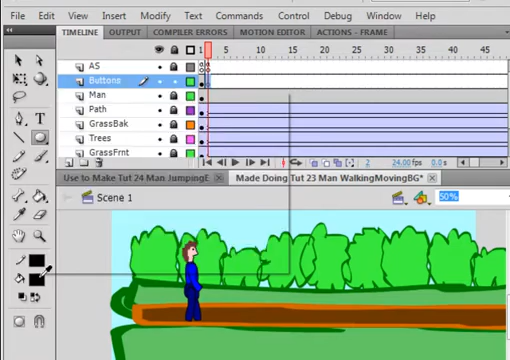 File Edit View Insert Modify Text Commands Control Debug Window Help
TIMELINE OUTPUT COMPILER ERRORS MOTION EDITOR ACTIONS - FRAME
1 5 10 15 20 25 30 35 40 45
AS
Buttons
Man
Path
GrassBak
Trees
GrassFrnt
2 24.00 fps 0.0 s
Use to Make Tut 24 Man JumpingE Made Doing Tut 23 Man WalkingMovingBG*
Scene 1 50%
T